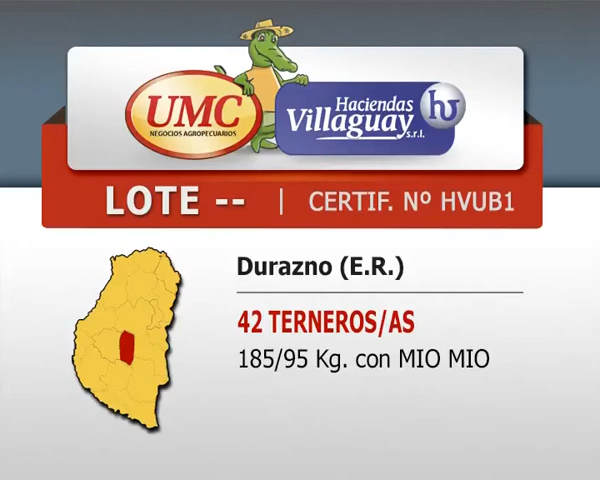 UMC
NEGOCIOS AGROPECUARIOS
Haciendas
Villaguay
s.r.l.
hv
LOTE -- | CERTIF. Nº HVUB1
Durazno (E.R.)
42 TERNEROS/AS
185/95 Kg. con MIO MIO